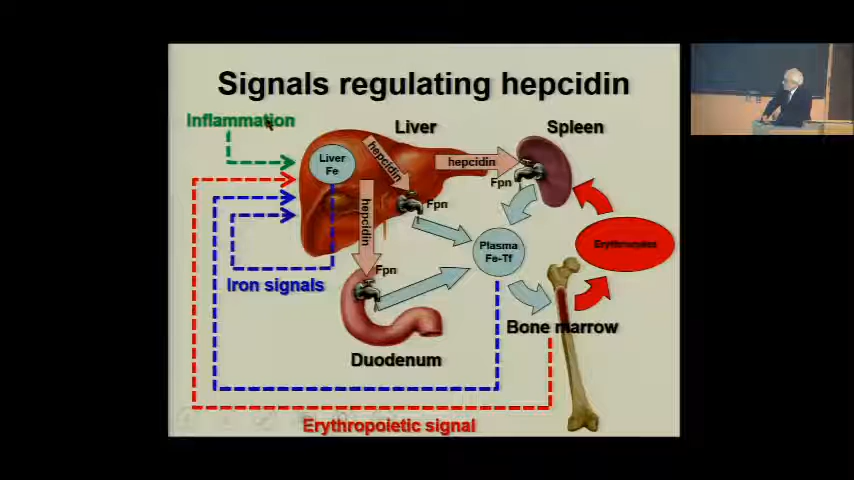 Signals regulating hepcidin
Inflammation
Liver
Spleen
Liver
Fe
hepcidin
hepcidin
Fpn
Fpn
hepcidin
Plasma
Fe-Tf
Erythrocytes
Fpn
Iron signals
Bone marrow
Duodenum
Erythropoietic signal